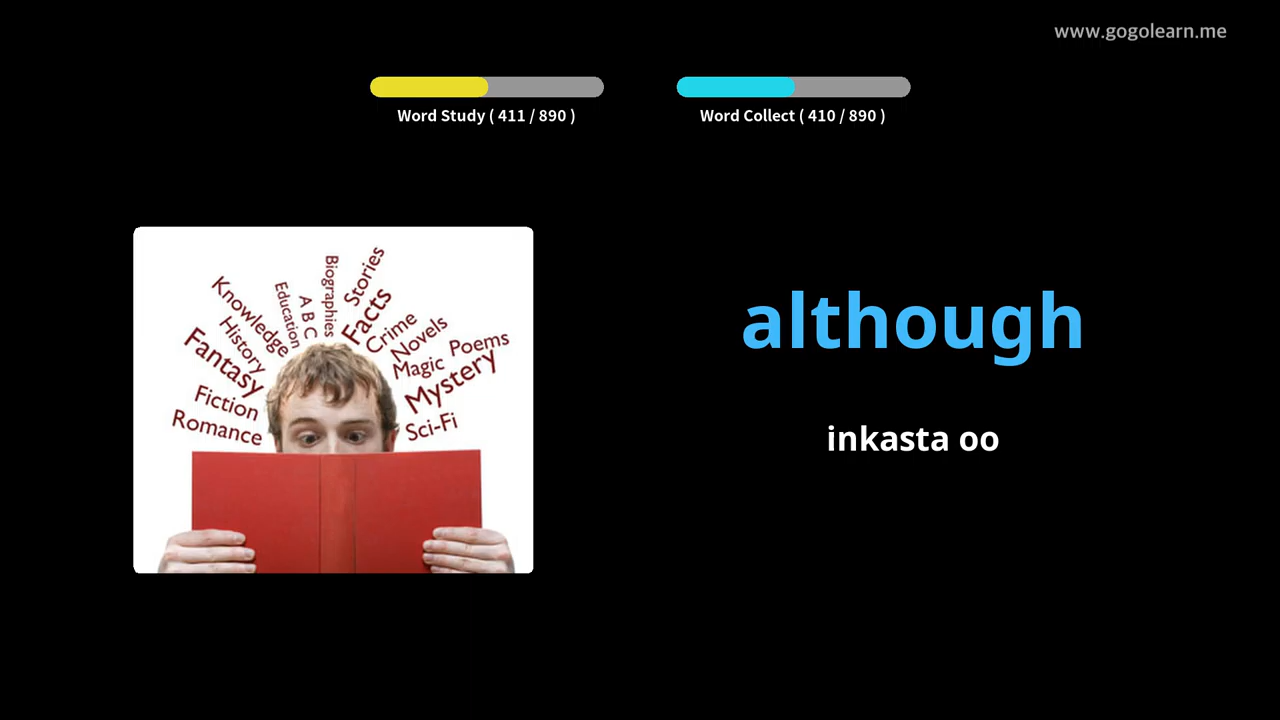 www.gogolearn.me
Word Study ( 411 / 890 )
Word Collect ( 410 / 890 )
Knowledge
History
Fantasy
Fiction
Romance
Education
A B C
Biographies
Stories
Facts
Crime
Novels
Magic
Poems
Mystery
Sci-Fi
although
inkasta oo